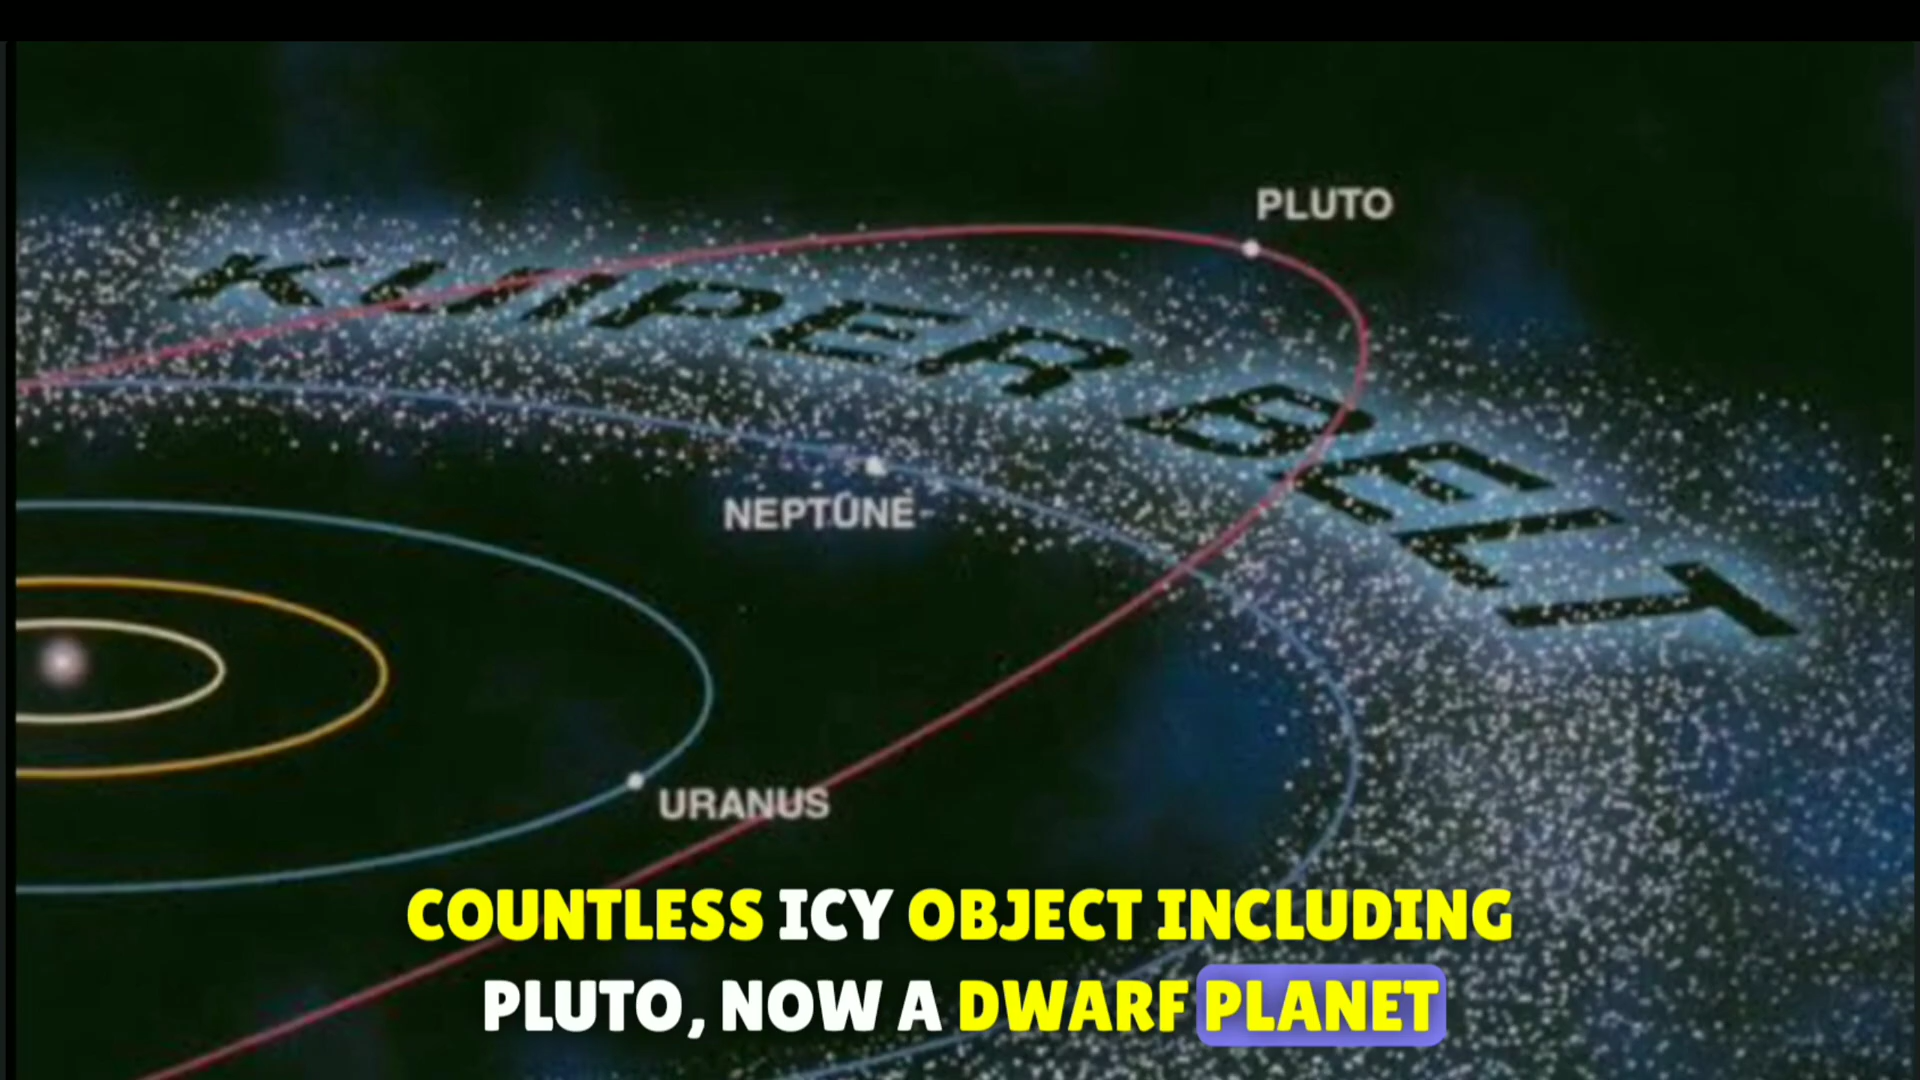 PLUTO
KUIPER BELT
NEPTUNE
URANUS
COUNTLESS ICY OBJECT INCLUDING
PLUTO, NOW A DWARF PLANET